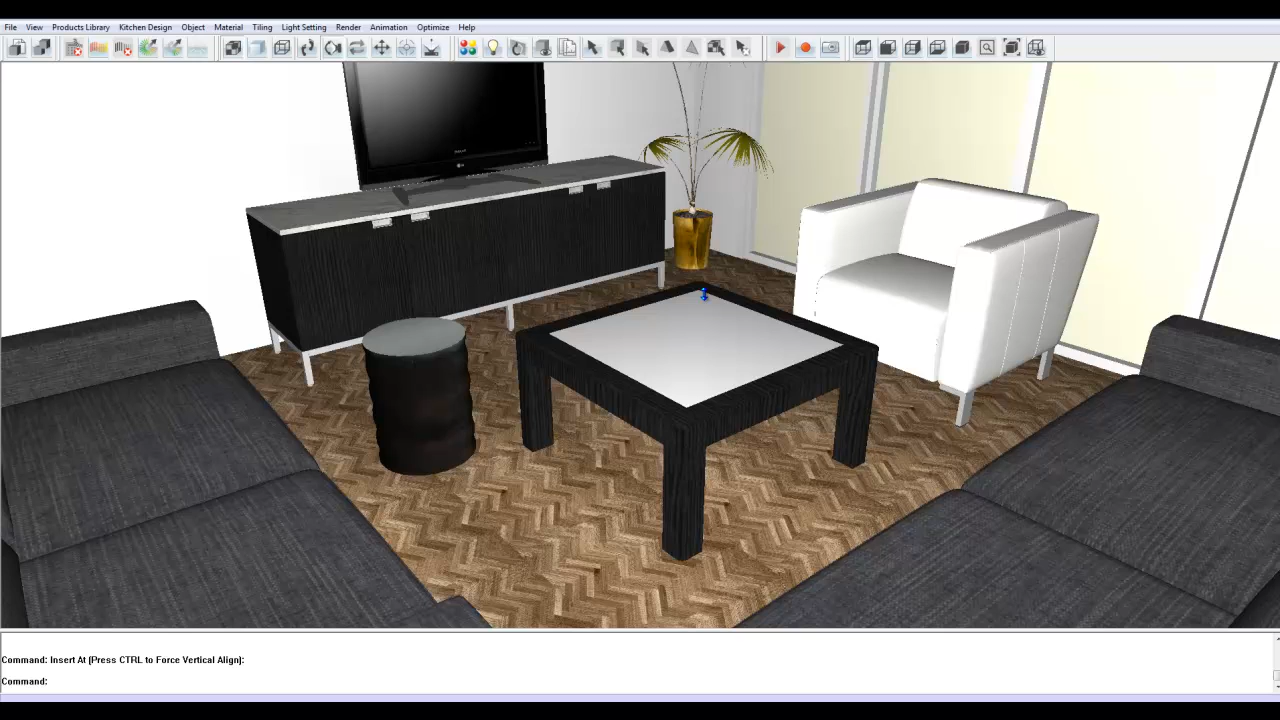 File View Products Library Kitchen Design Object Material Tiling Light Setting Render Animation Optimize Help
Command: Insert At [Press CTRL to Force Vertical Align]:
Command: